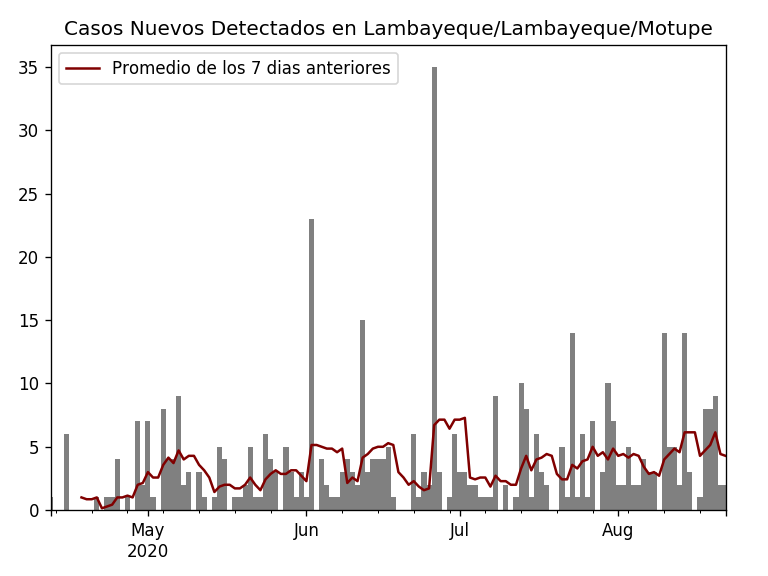 Casos Nuevos Detectados en Lambayeque/Lambayeque/Motupe
Promedio de los 7 dias anteriores
35
30
25
20
15
10
5
0
May
2020
Jun
Jul
Aug